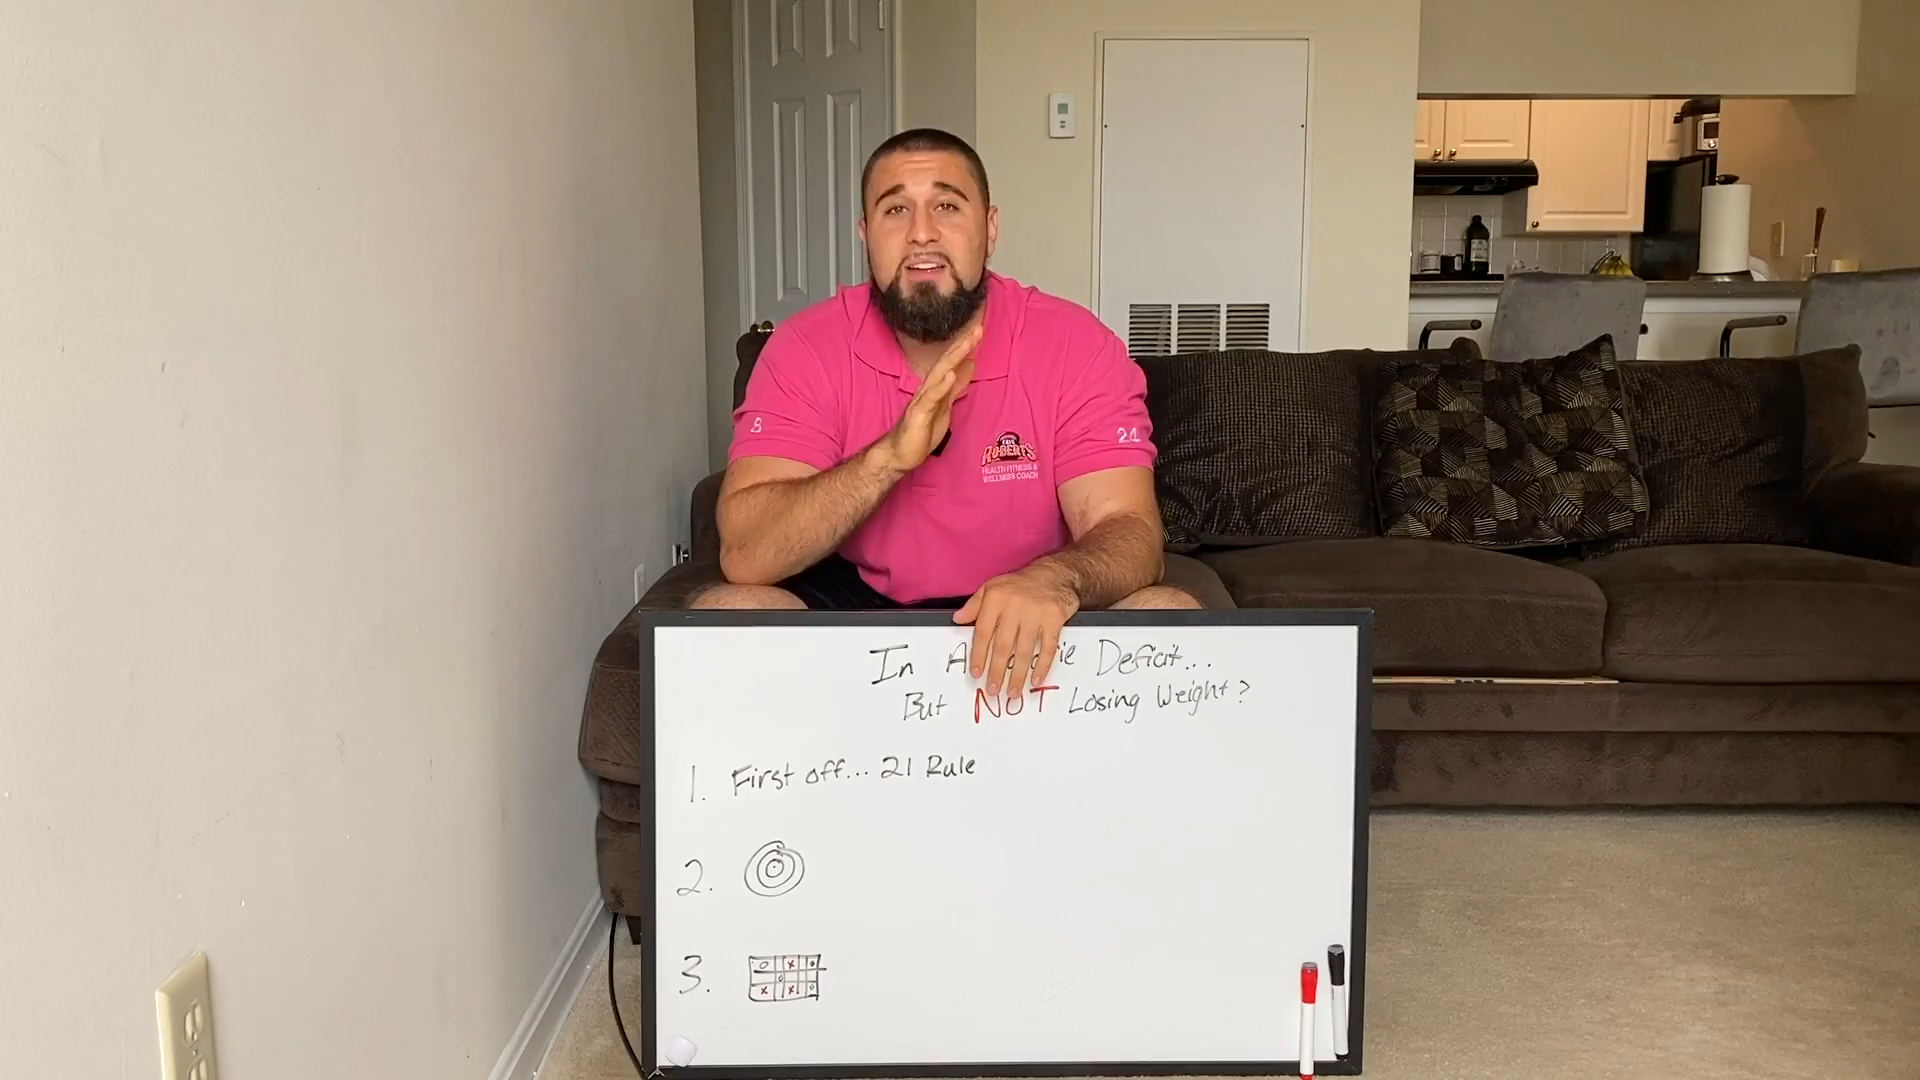 8
21
ROBERTS
HEALTH FITNESS &
WELLNESS COACH
In A Deficit...
But NOT Losing Weight?
1. First off... 21 Rule
2.
3.